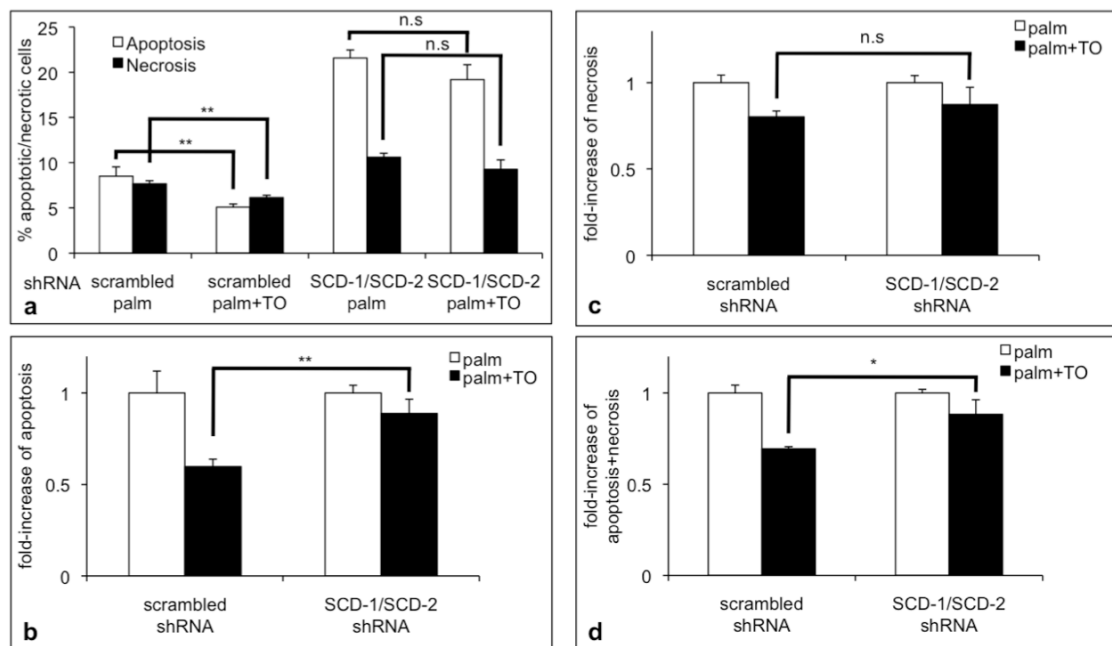 n.s
Apoptosis
Necrosis
n.s
**
**
% apoptotic/necrotic cells
25
20
15
10
5
0
shRNA
scrambled
palm
scrambled
palm+TO
SCD-1/SCD-2
palm
SCD-1/SCD-2
palm+TO
a
palm
palm+TO
n.s
fold-increase of necrosis
1
0.5
0
scrambled
shRNA
SCD-1/SCD-2
shRNA
c
palm
palm+TO
**
fold-increase of apoptosis
1
0.5
0
scrambled
shRNA
SCD-1/SCD-2
shRNA
b
palm
palm+TO
*
fold-increase of
apoptosis+necrosis
1
0.5
0
scrambled
shRNA
SCD-1/SCD-2
shRNA
d